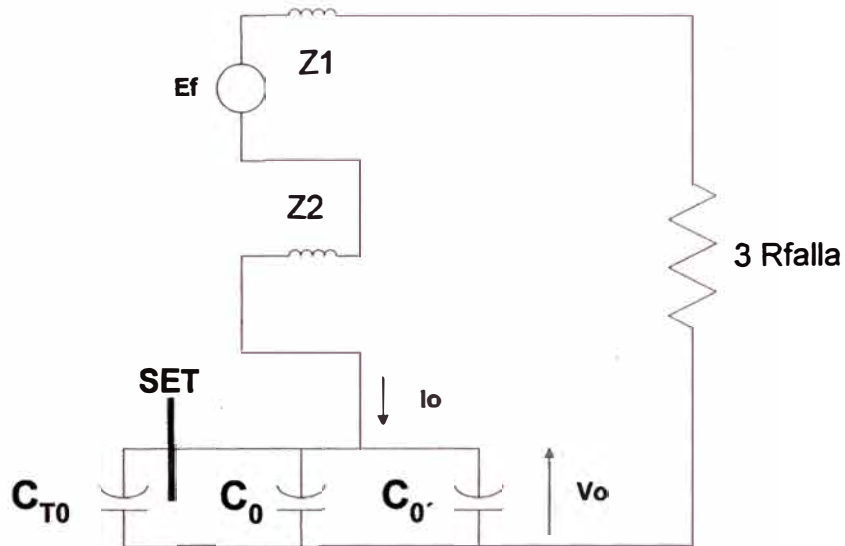 Z1
Ef
Z2
3 Rfalla
SET
Io
CT0
C0
C0´
Vo